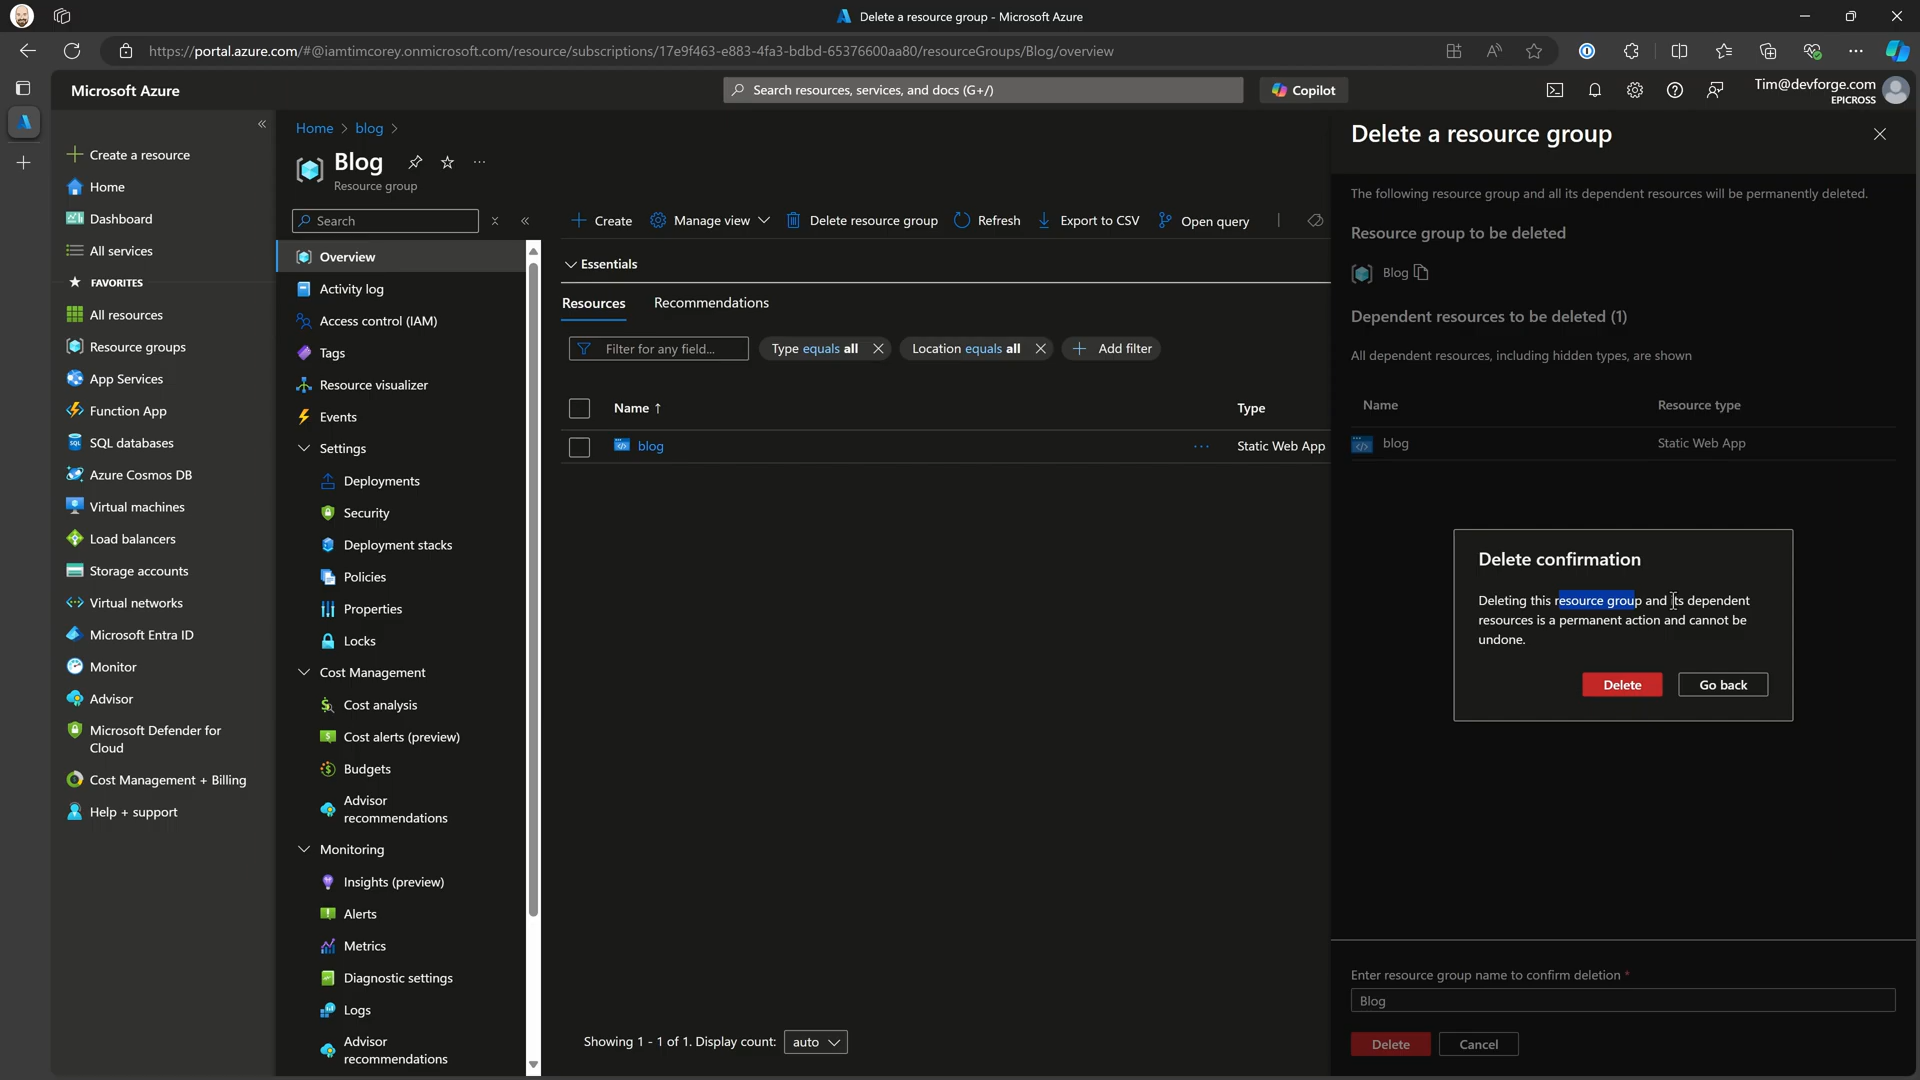 Delete a resource group - Microsoft Azure
https://portal.azure.com/#@iamtimcorey.onmicrosoft.com/resource/subscriptions/17e9f463-e883-4fa3-bdbd-65376600aa80/resourceGroups/Blog/overview
Microsoft Azure
Search resources, services, and docs (G+/)
Copilot
Tim@devforge.com
EPICROSS
Create a resource
Home
Dashboard
All services
FAVORITES
All resources
Resource groups
App Services
Function App
SQL databases
Azure Cosmos DB
Virtual machines
Load balancers
Storage accounts
Virtual networks
Microsoft Entra ID
Monitor
Advisor
Microsoft Defender for
Cloud
Cost Management + Billing
Help + support
Home > blog >
Blog
Resource group
Search
Overview
Activity log
Access control (IAM)
Tags
Resource visualizer
Events
Settings
Deployments
Security
Deployment stacks
Policies
Properties
Locks
Cost Management
Cost analysis
Cost alerts (preview)
Budgets
Advisor
recommendations
Monitoring
Insights (preview)
Alerts
Metrics
Diagnostic settings
Logs
Advisor
recommendations
Create
Manage view
Delete resource group
Refresh
Export to CSV
Open query
Essentials
Resources
Recommendations
Filter for any field...
Type equals all
Location equals all
Add filter
Name ↑
Type
blog
Static Web App
Showing 1 - 1 of 1. Display count: auto
Delete a resource group
The following resource group and all its dependent resources will be permanently deleted.
Resource group to be deleted
Blog
Dependent resources to be deleted (1)
All dependent resources, including hidden types, are shown
Name
Resource type
blog
Static Web App
Delete confirmation
Deleting this resource group and its dependent
resources is a permanent action and cannot be
undone.
Delete
Go back
Enter resource group name to confirm deletion *
Blog
Delete
Cancel